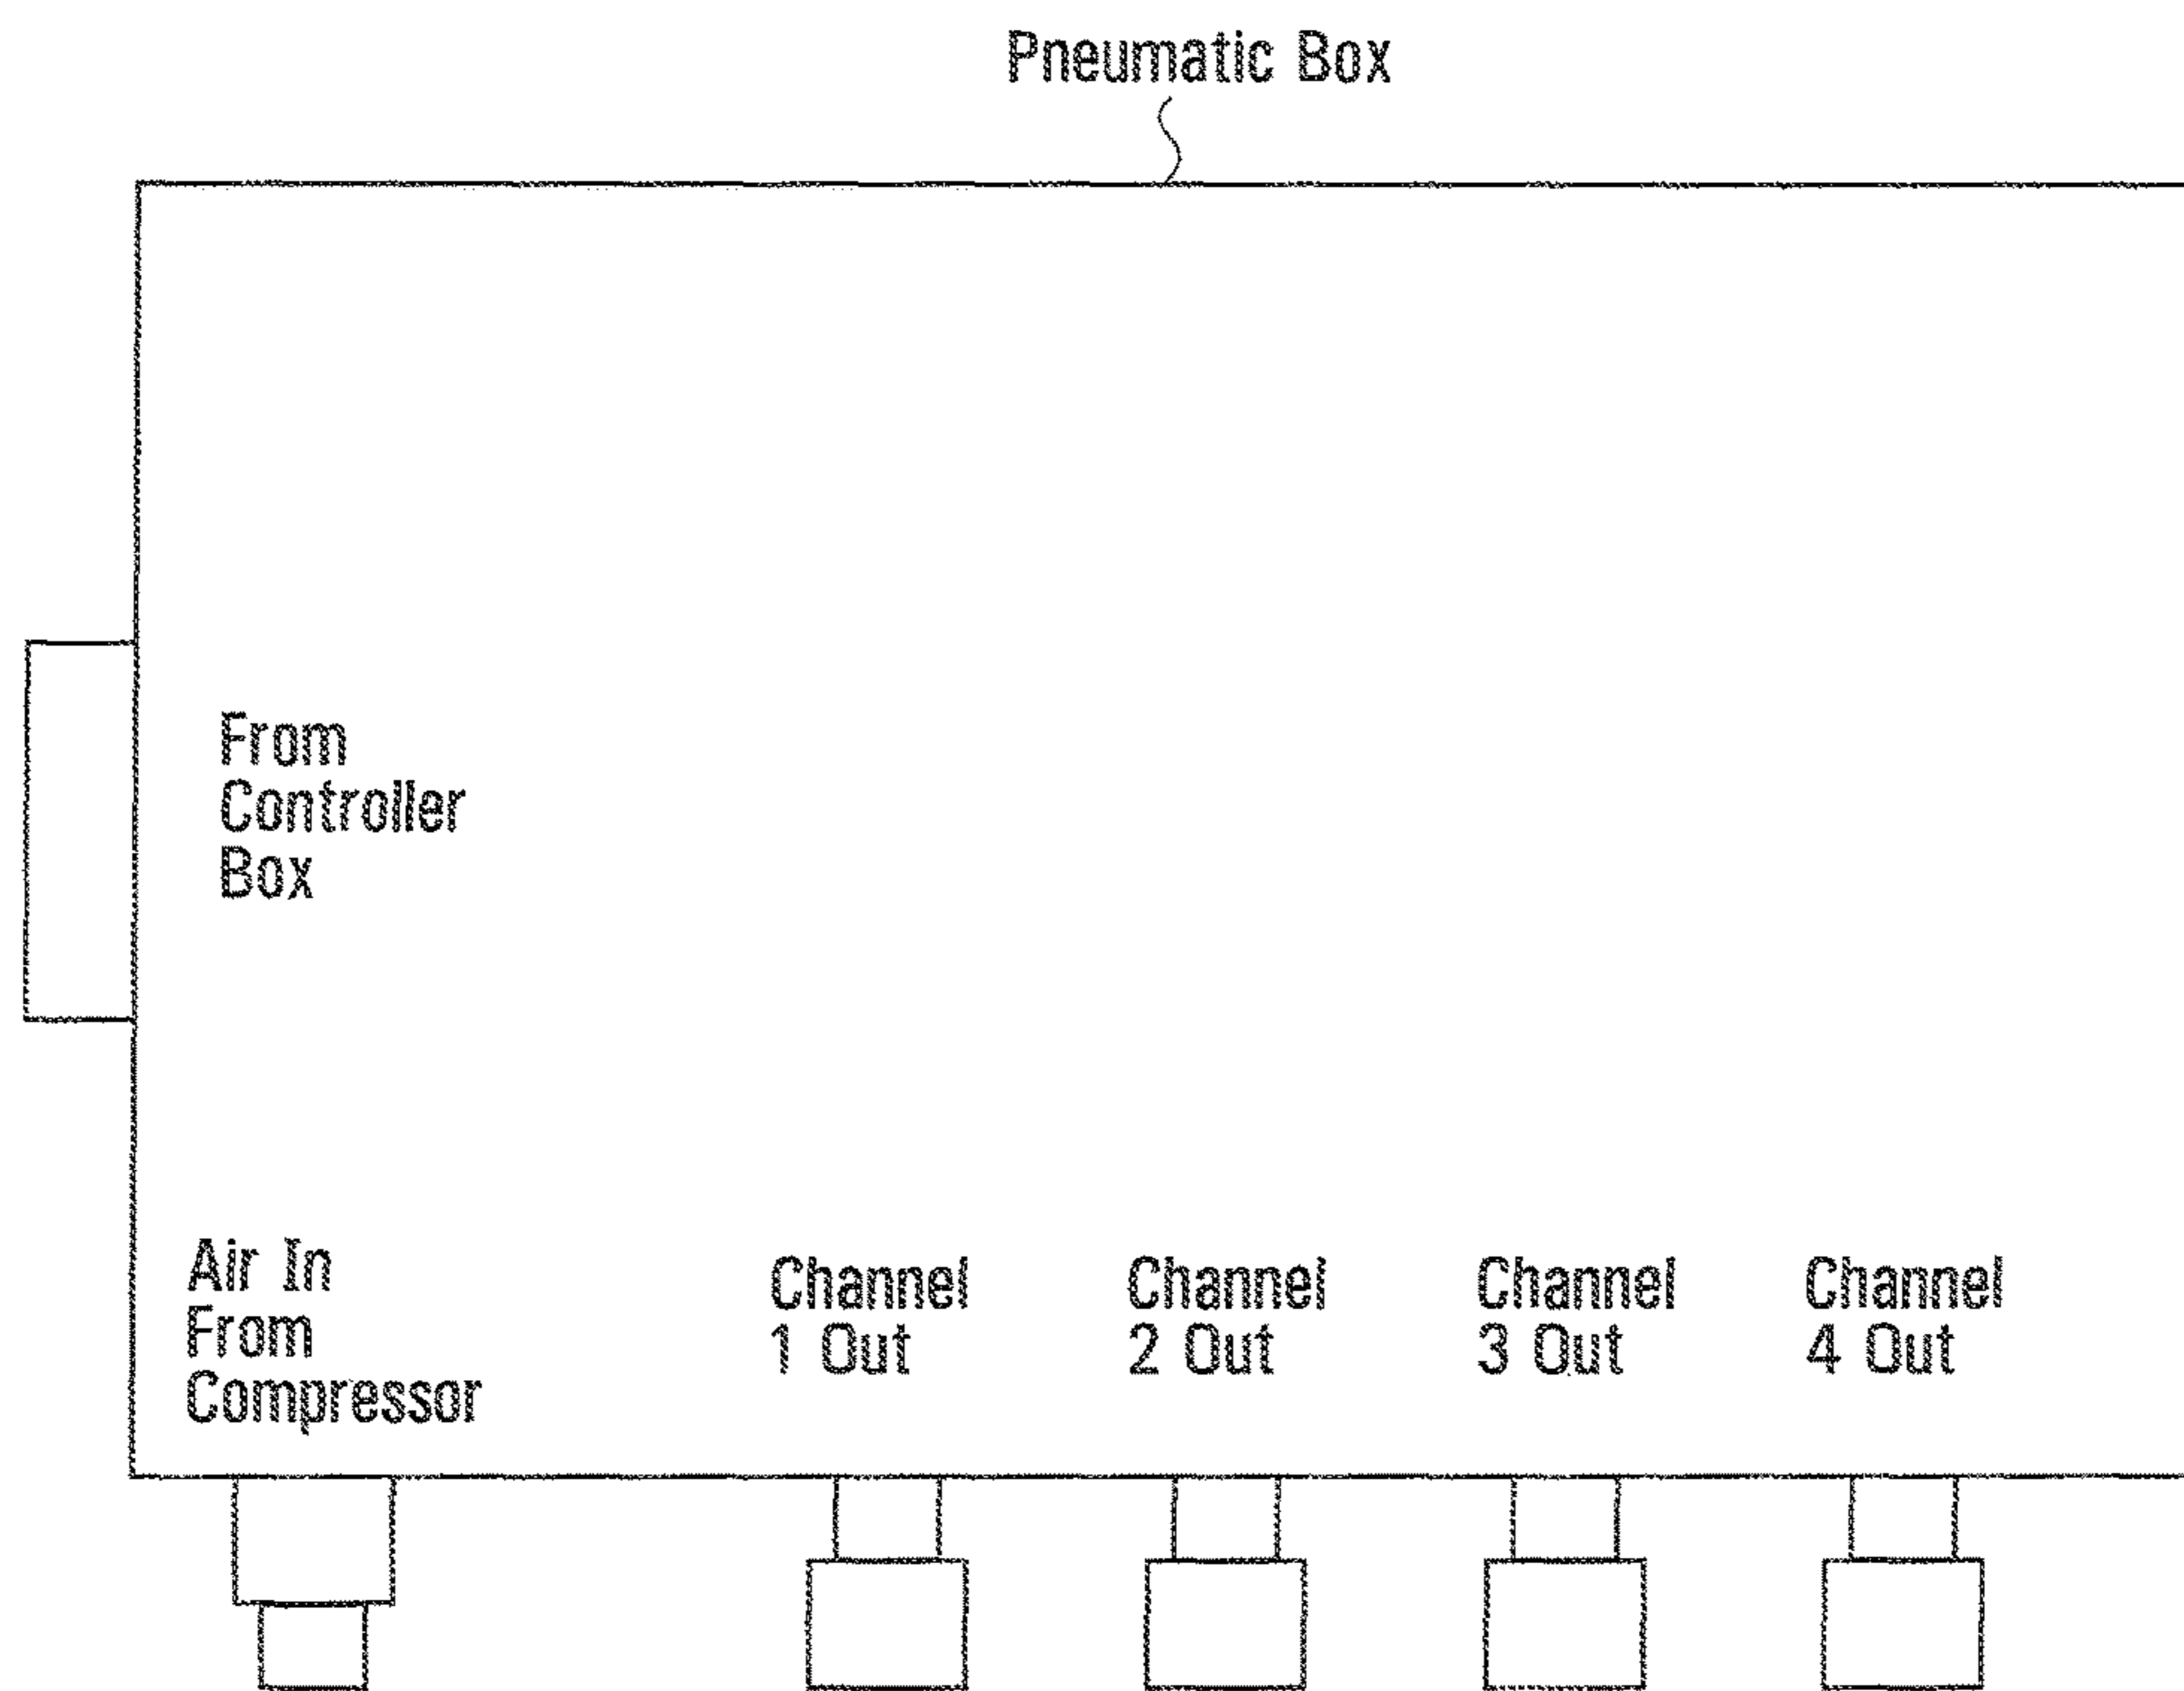 Pneumatic Box
From
Controller
Box
Air In
From
Compressor
Channel
1 Out
Channel
2 Out
Channel
3 Out
Channel
4 Out